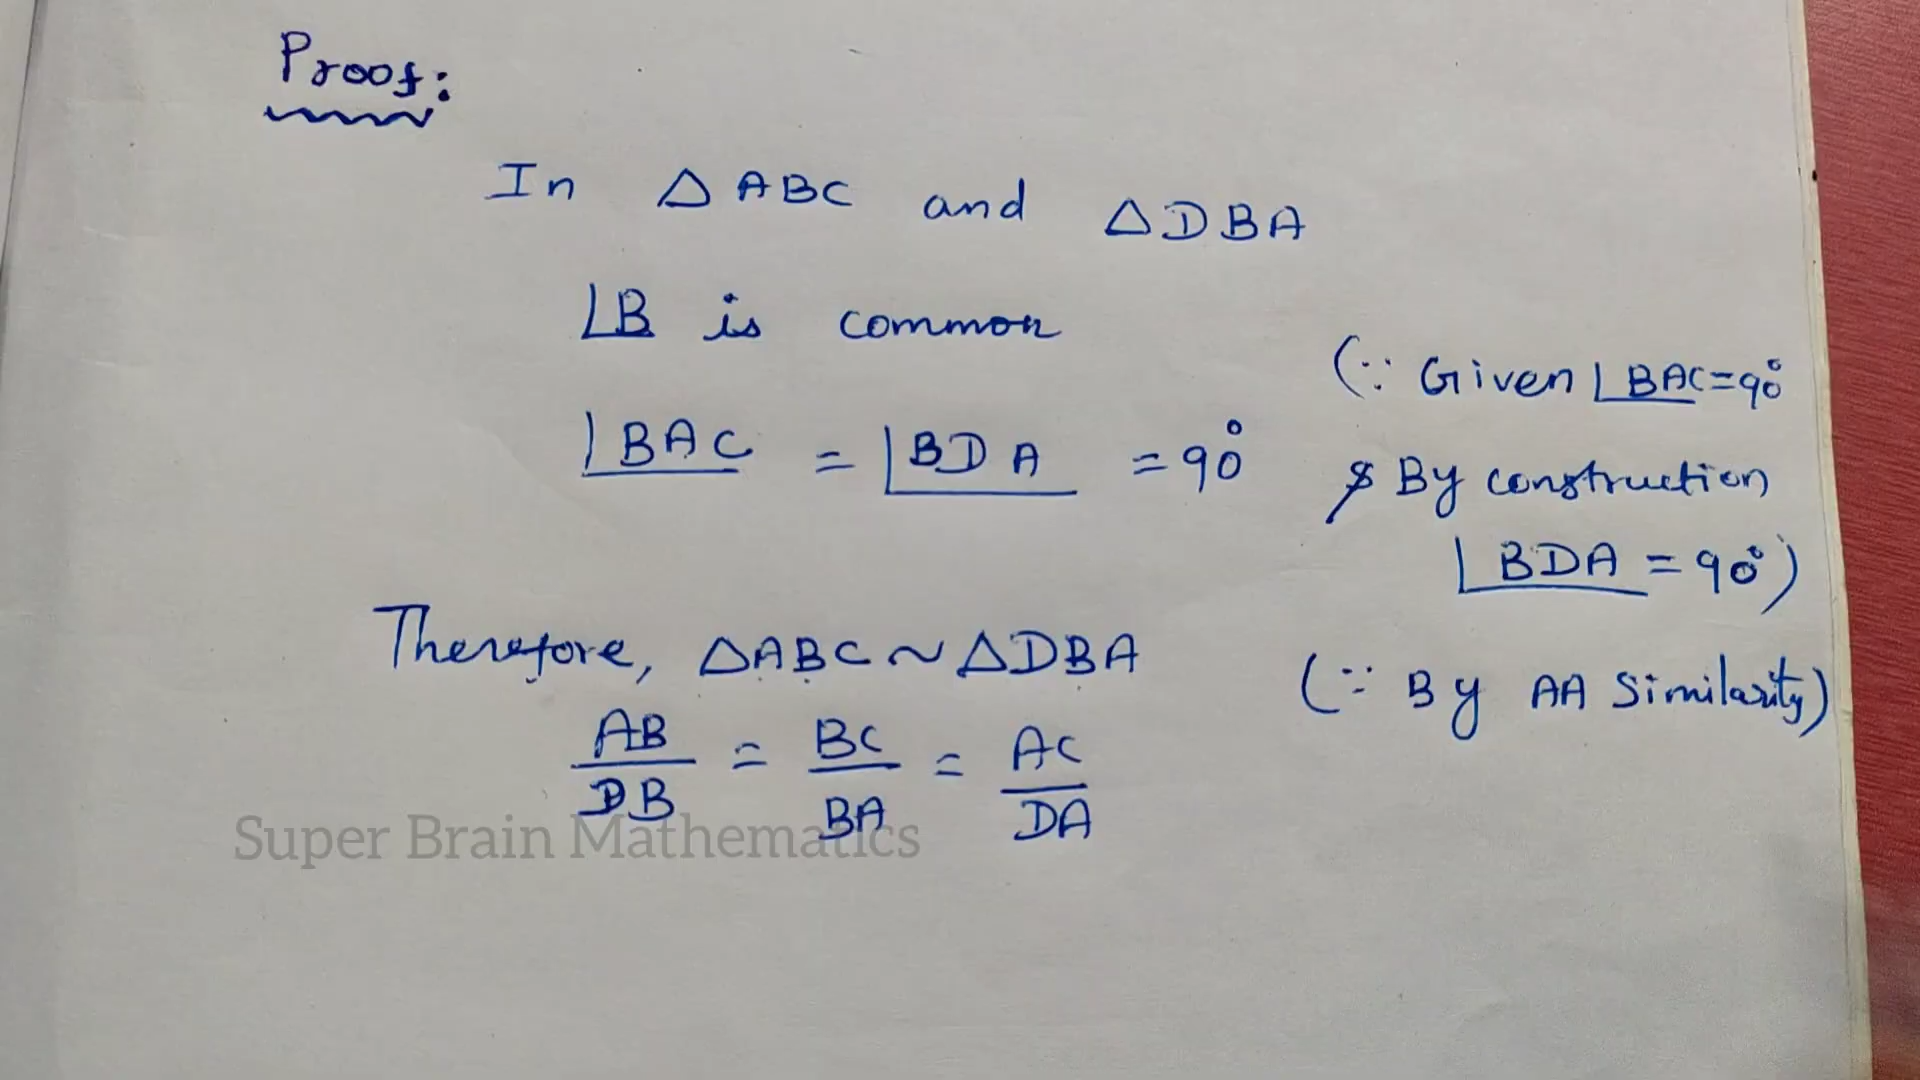 Proof:
In △ABC and △DBA
∠B is common
(∵ Given ∠BAC=90°
∠BAC = ∠BDA = 90°
& By construction
∠BDA = 90°)
Therefore, △ABC ~ △DBA
(∵ By AA Similarity)
AB/DB = BC/BA = AC/DA
Super Brain Mathematics